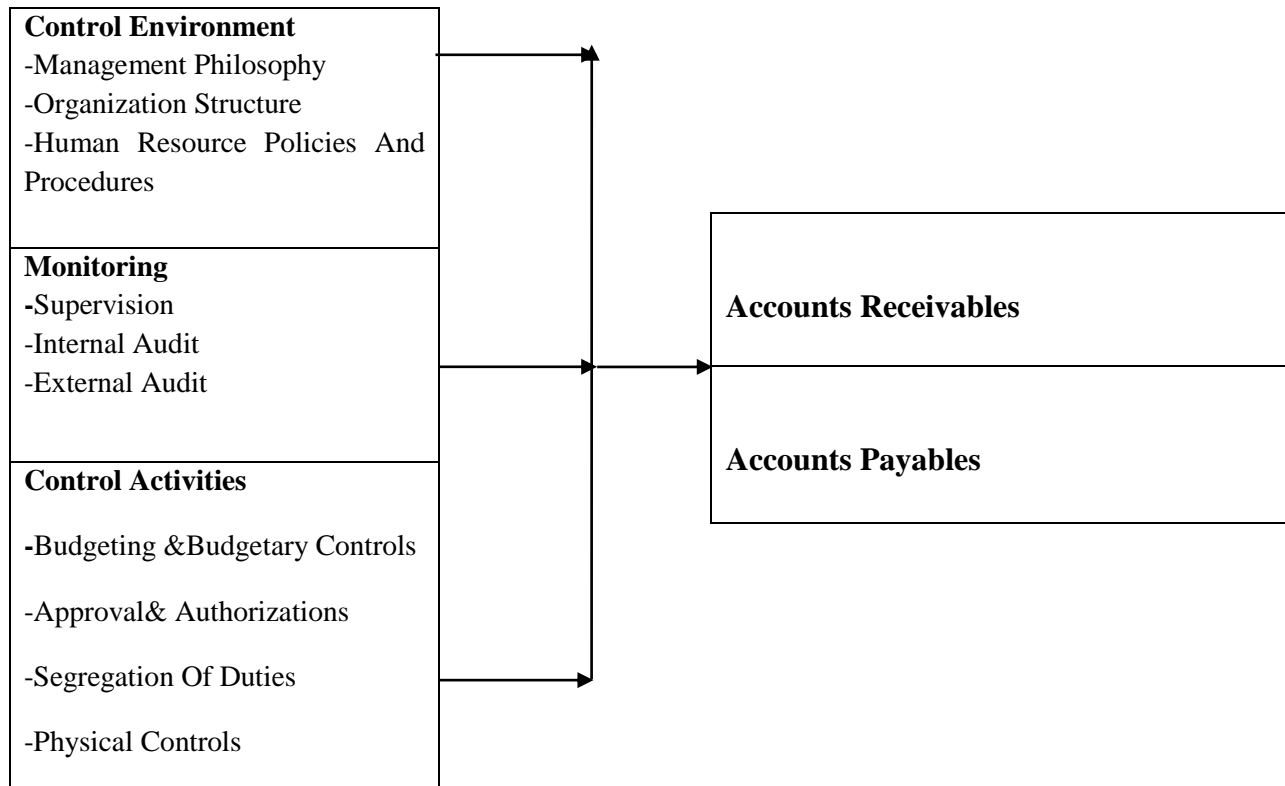 Control Environment
-Management Philosophy
-Organization Structure
-Human Resource Policies And
Procedures
Monitoring
-Supervision
-Internal Audit
-External Audit
Control Activities
-Budgeting &Budgetary Controls
-Approval& Authorizations
-Segregation Of Duties
-Physical Controls
Accounts Receivables
Accounts Payables